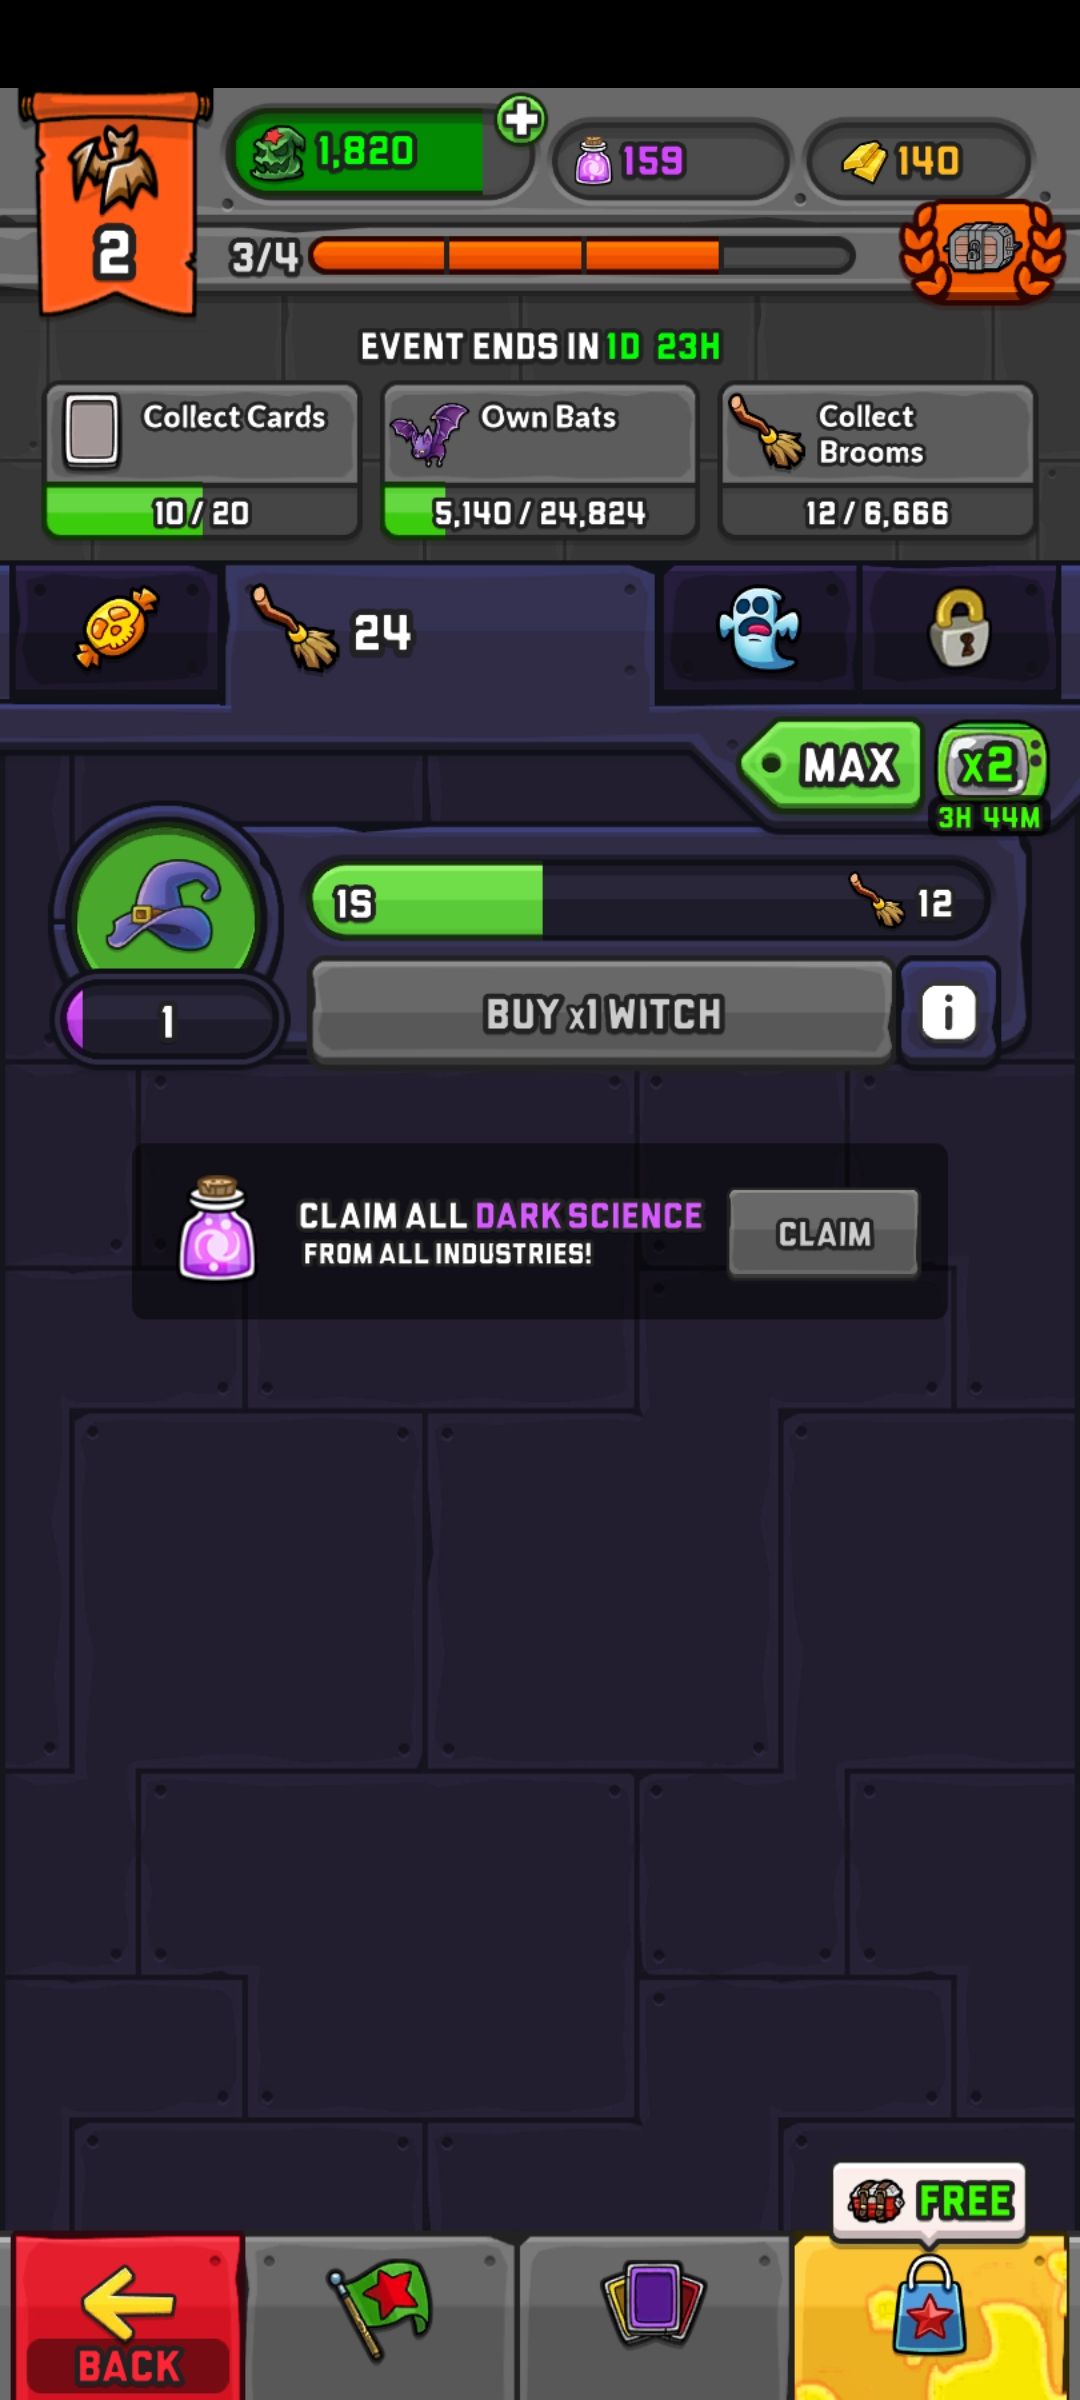 1,820
159
140
2
3/4
EVENT ENDS IN 1D 23H
Collect Cards
10 / 20
Own Bats
5,140 / 24,824
Collect
Brooms
12 / 6,666
24
MAX
x2
3H 44M
1S
12
1
BUY x1 WITCH
i
CLAIM ALL DARK SCIENCE
FROM ALL INDUSTRIES!
CLAIM
FREE
BACK